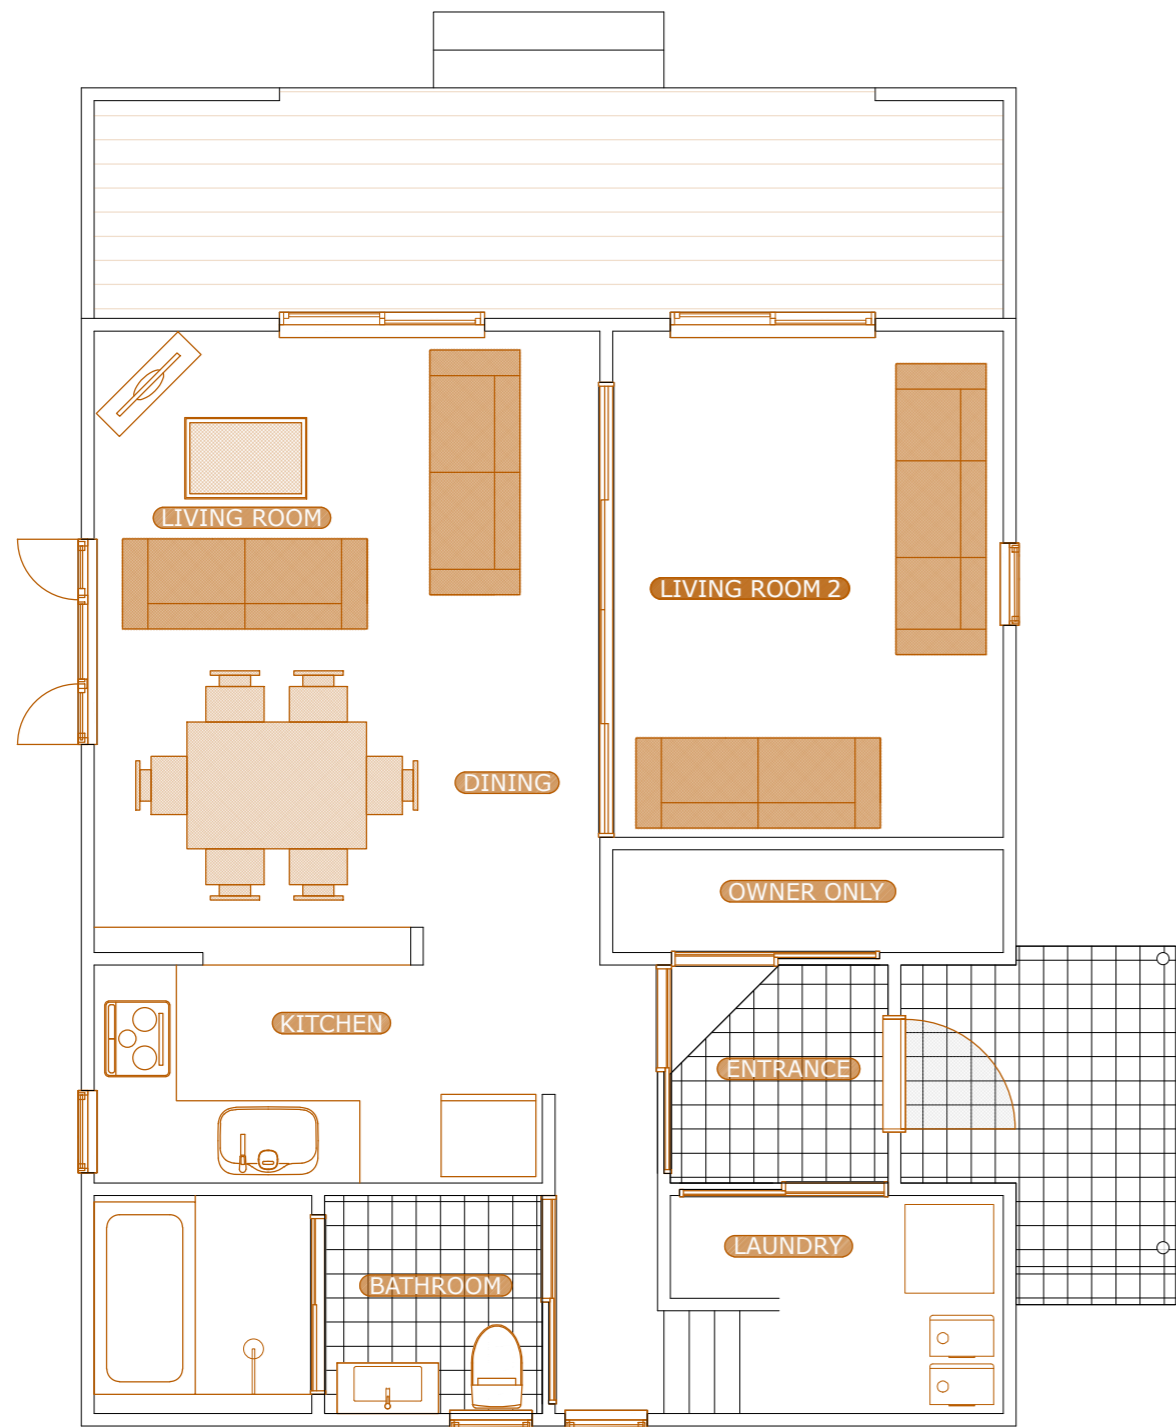 LIVING ROOM
LIVING ROOM 2
DINING
OWNER ONLY
KITCHEN
ENTRANCE
LAUNDRY
BATHROOM